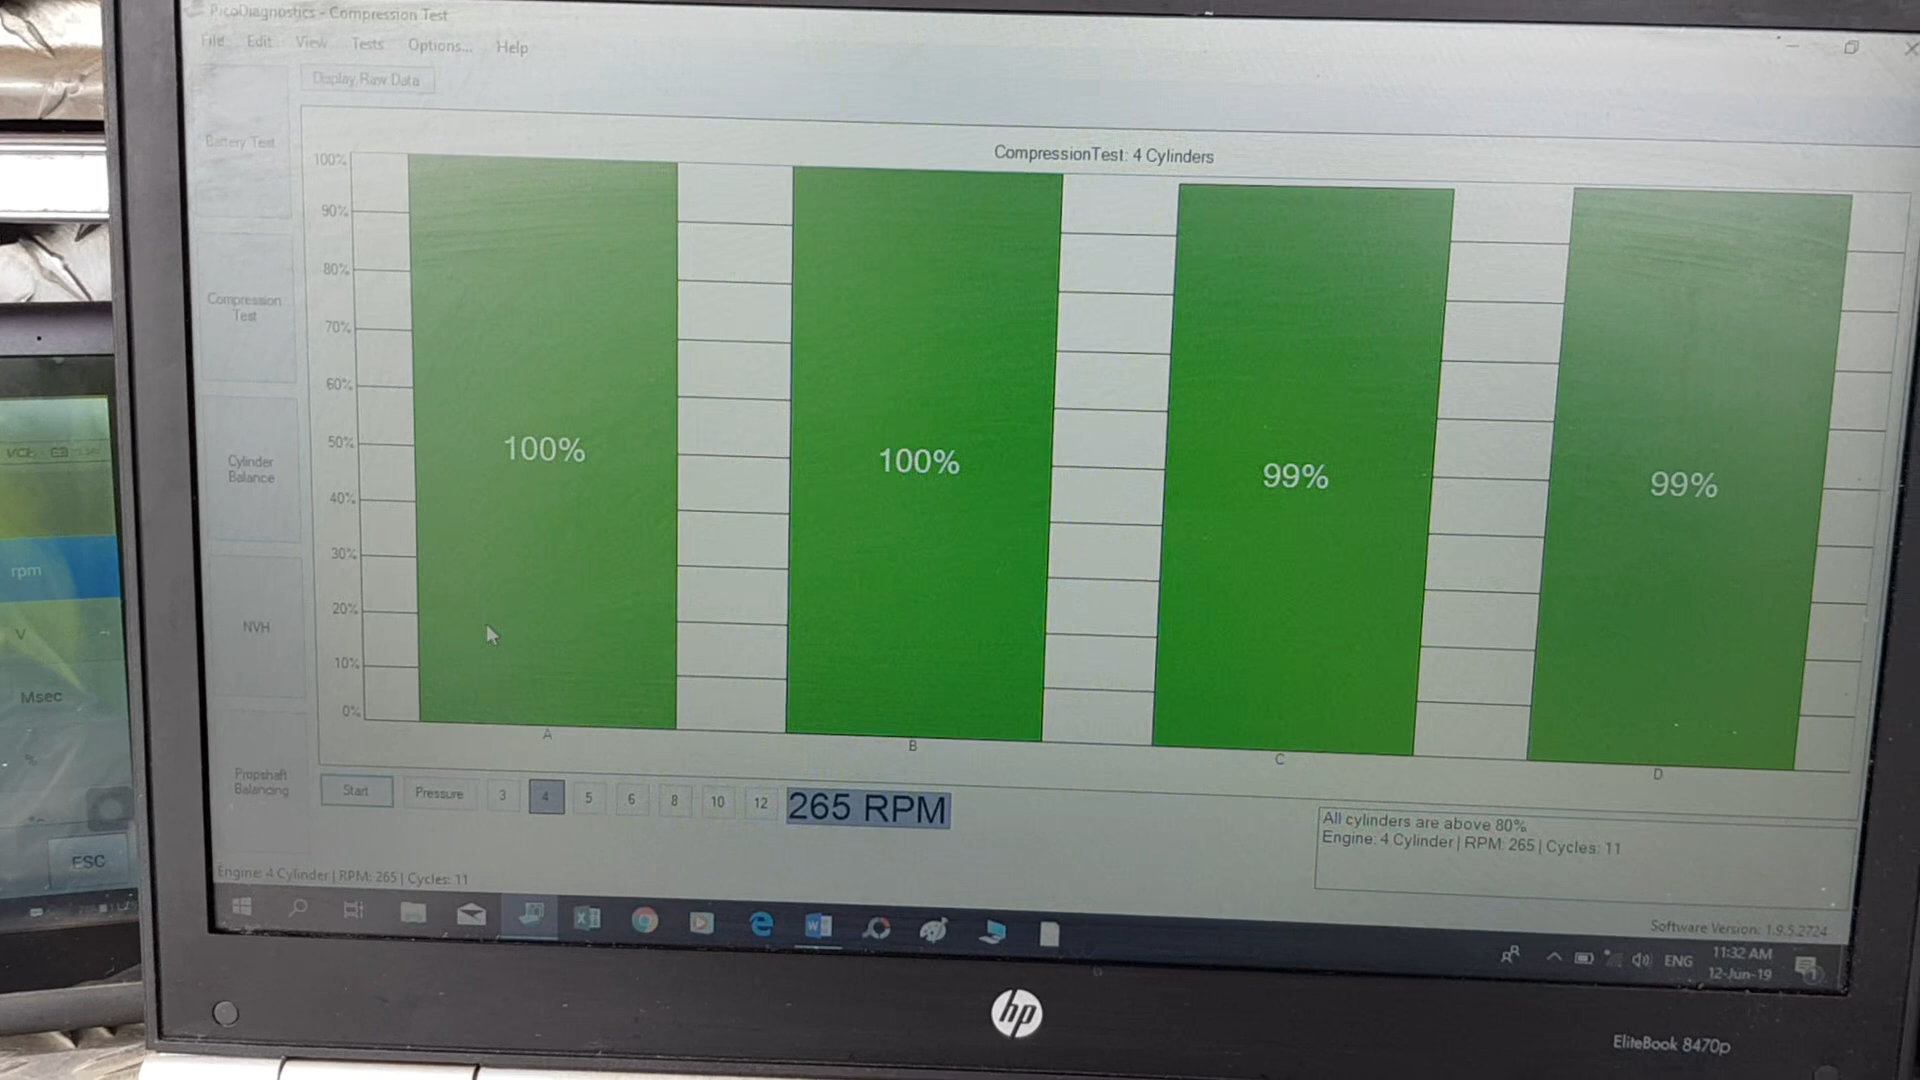 PicoDiagnostics - Compression Test
File Edit View Tests Options... Help
Display Raw Data
Battery Test
Compression
Test
Cylinder
Balance
NVH
Propshaft
Balancing
CompressionTest: 4 Cylinders
100%
90%
80%
70%
60%
50%
40%
30%
20%
10%
0%
100%
100%
99%
99%
A
B
C
D
Start Pressure 3 4 5 6 8 10 12 265 RPM
All cylinders are above 80%
Engine: 4 Cylinder | RPM: 265 | Cycles: 11
Engine: 4 Cylinder | RPM: 265 | Cycles: 11
Software Version: 1.9.5.2724
ENG
11:32 AM
12-Jun-19
1
hp
EliteBook 8470p
VCI
rpm
V
Msec
%
ESC